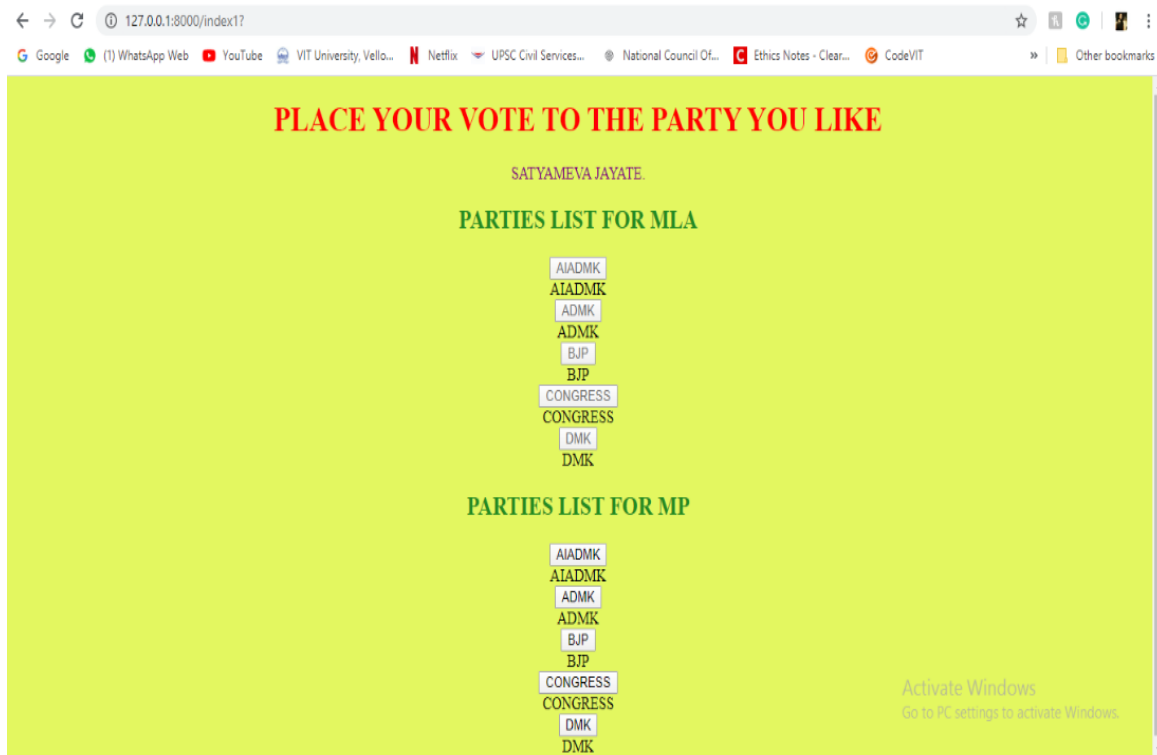 127.0.0.1:8000/index1?
Google (1) WhatsApp Web YouTube VIT University, Vello... Netflix UPSC Civil Services... National Council Of... Ethics Notes - Clear... CodeVIT » Other bookmarks
PLACE YOUR VOTE TO THE PARTY YOU LIKE
SATYAMEVA JAYATE.
PARTIES LIST FOR MLA
AIADMK
AIADMK
ADMK
ADMK
BJP
BJP
CONGRESS
CONGRESS
DMK
DMK
PARTIES LIST FOR MP
AIADMK
AIADMK
ADMK
ADMK
BJP
BJP
CONGRESS
CONGRESS
DMK
DMK
Activate Windows
Go to PC settings to activate Windows.